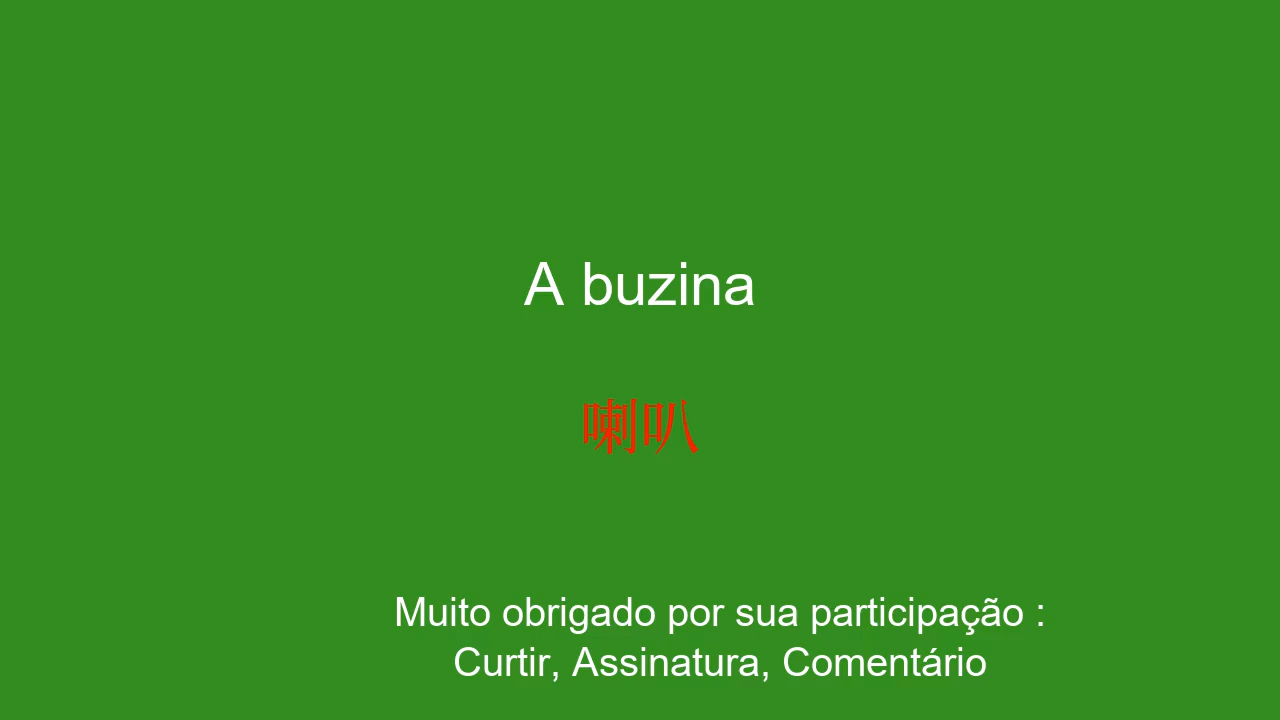 A buzina
喇叭
Muito obrigado por sua participação :
Curtir, Assinatura, Comentário